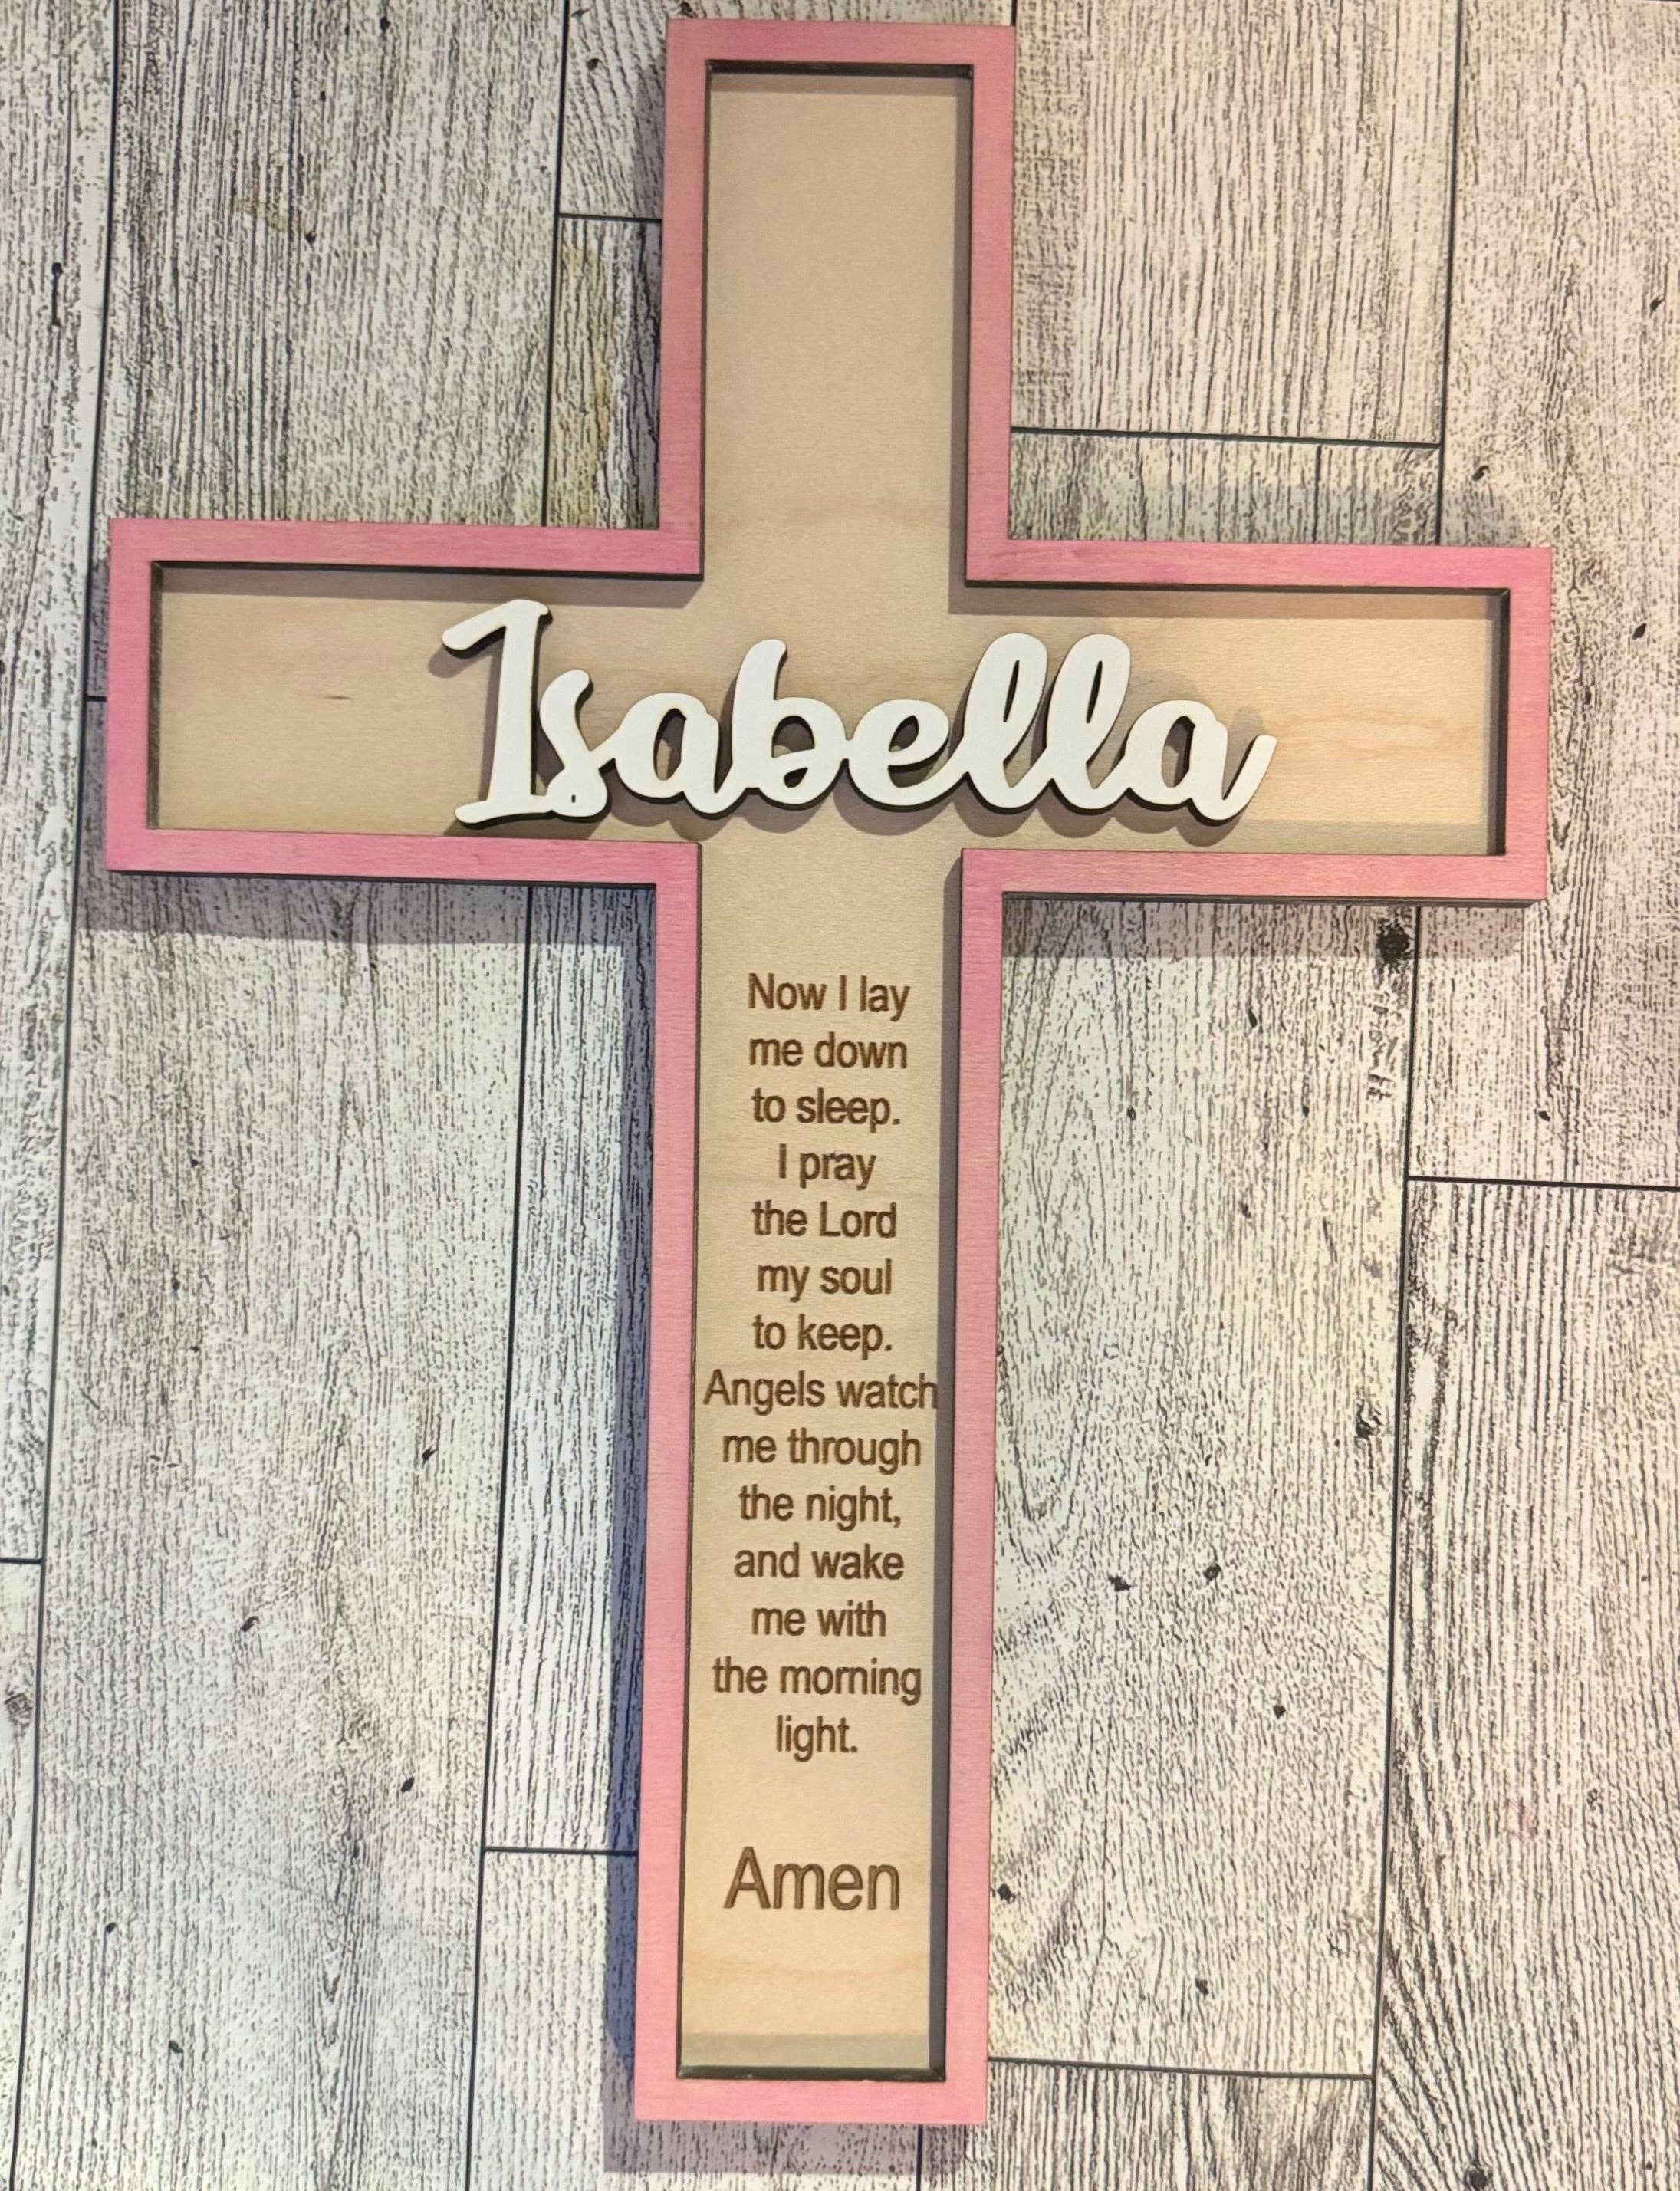 Isabella
Now I lay
me down
to sleep.
I pray
the Lord
my soul
to keep.
Angels watch
me through
the night,
and wake
me with
the morning
light.
Amen